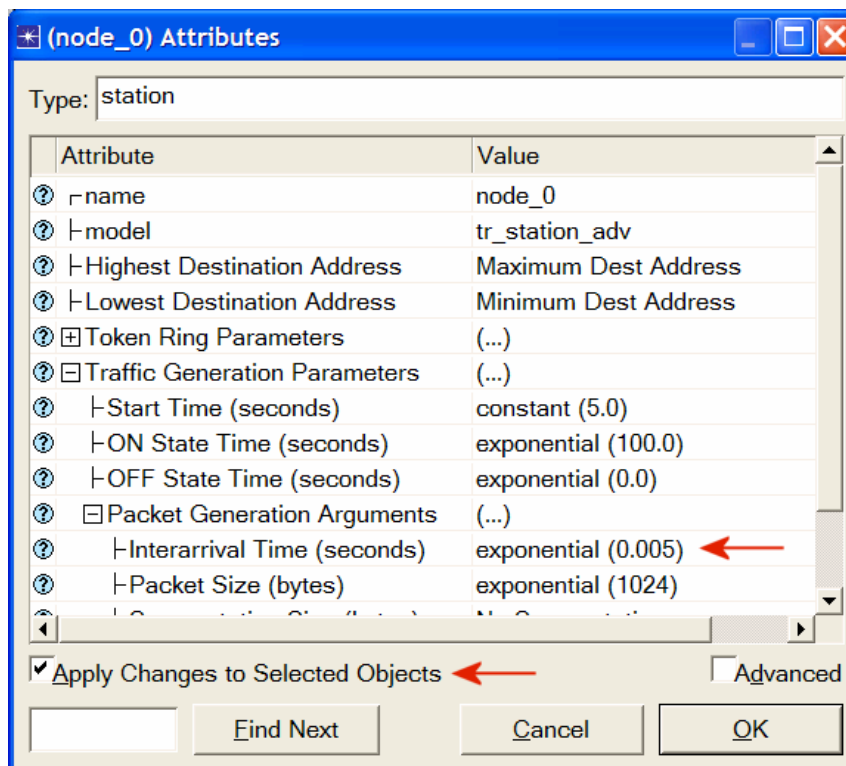 (node_0) Attributes
Type: station
Attribute Value
name node_0
model tr_station_adv
Highest Destination Address Maximum Dest Address
Lowest Destination Address Minimum Dest Address
Token Ring Parameters (...)
Traffic Generation Parameters (...)
Start Time (seconds) constant (5.0)
ON State Time (seconds) exponential (100.0)
OFF State Time (seconds) exponential (0.0)
Packet Generation Arguments (...)
Interarrival Time (seconds) exponential (0.005)
Packet Size (bytes) exponential (1024)
Apply Changes to Selected Objects Advanced
Find Next Cancel OK